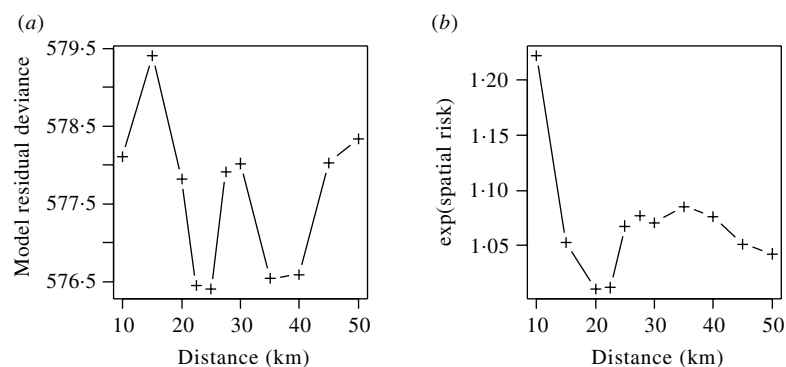 (a)
579·5
578·5
577·5
576·5
Model residual deviance
10 20 30 40 50
Distance (km)
(b)
1·20
1·15
1·10
1·05
exp(spatial risk)
10 20 30 40 50
Distance (km)